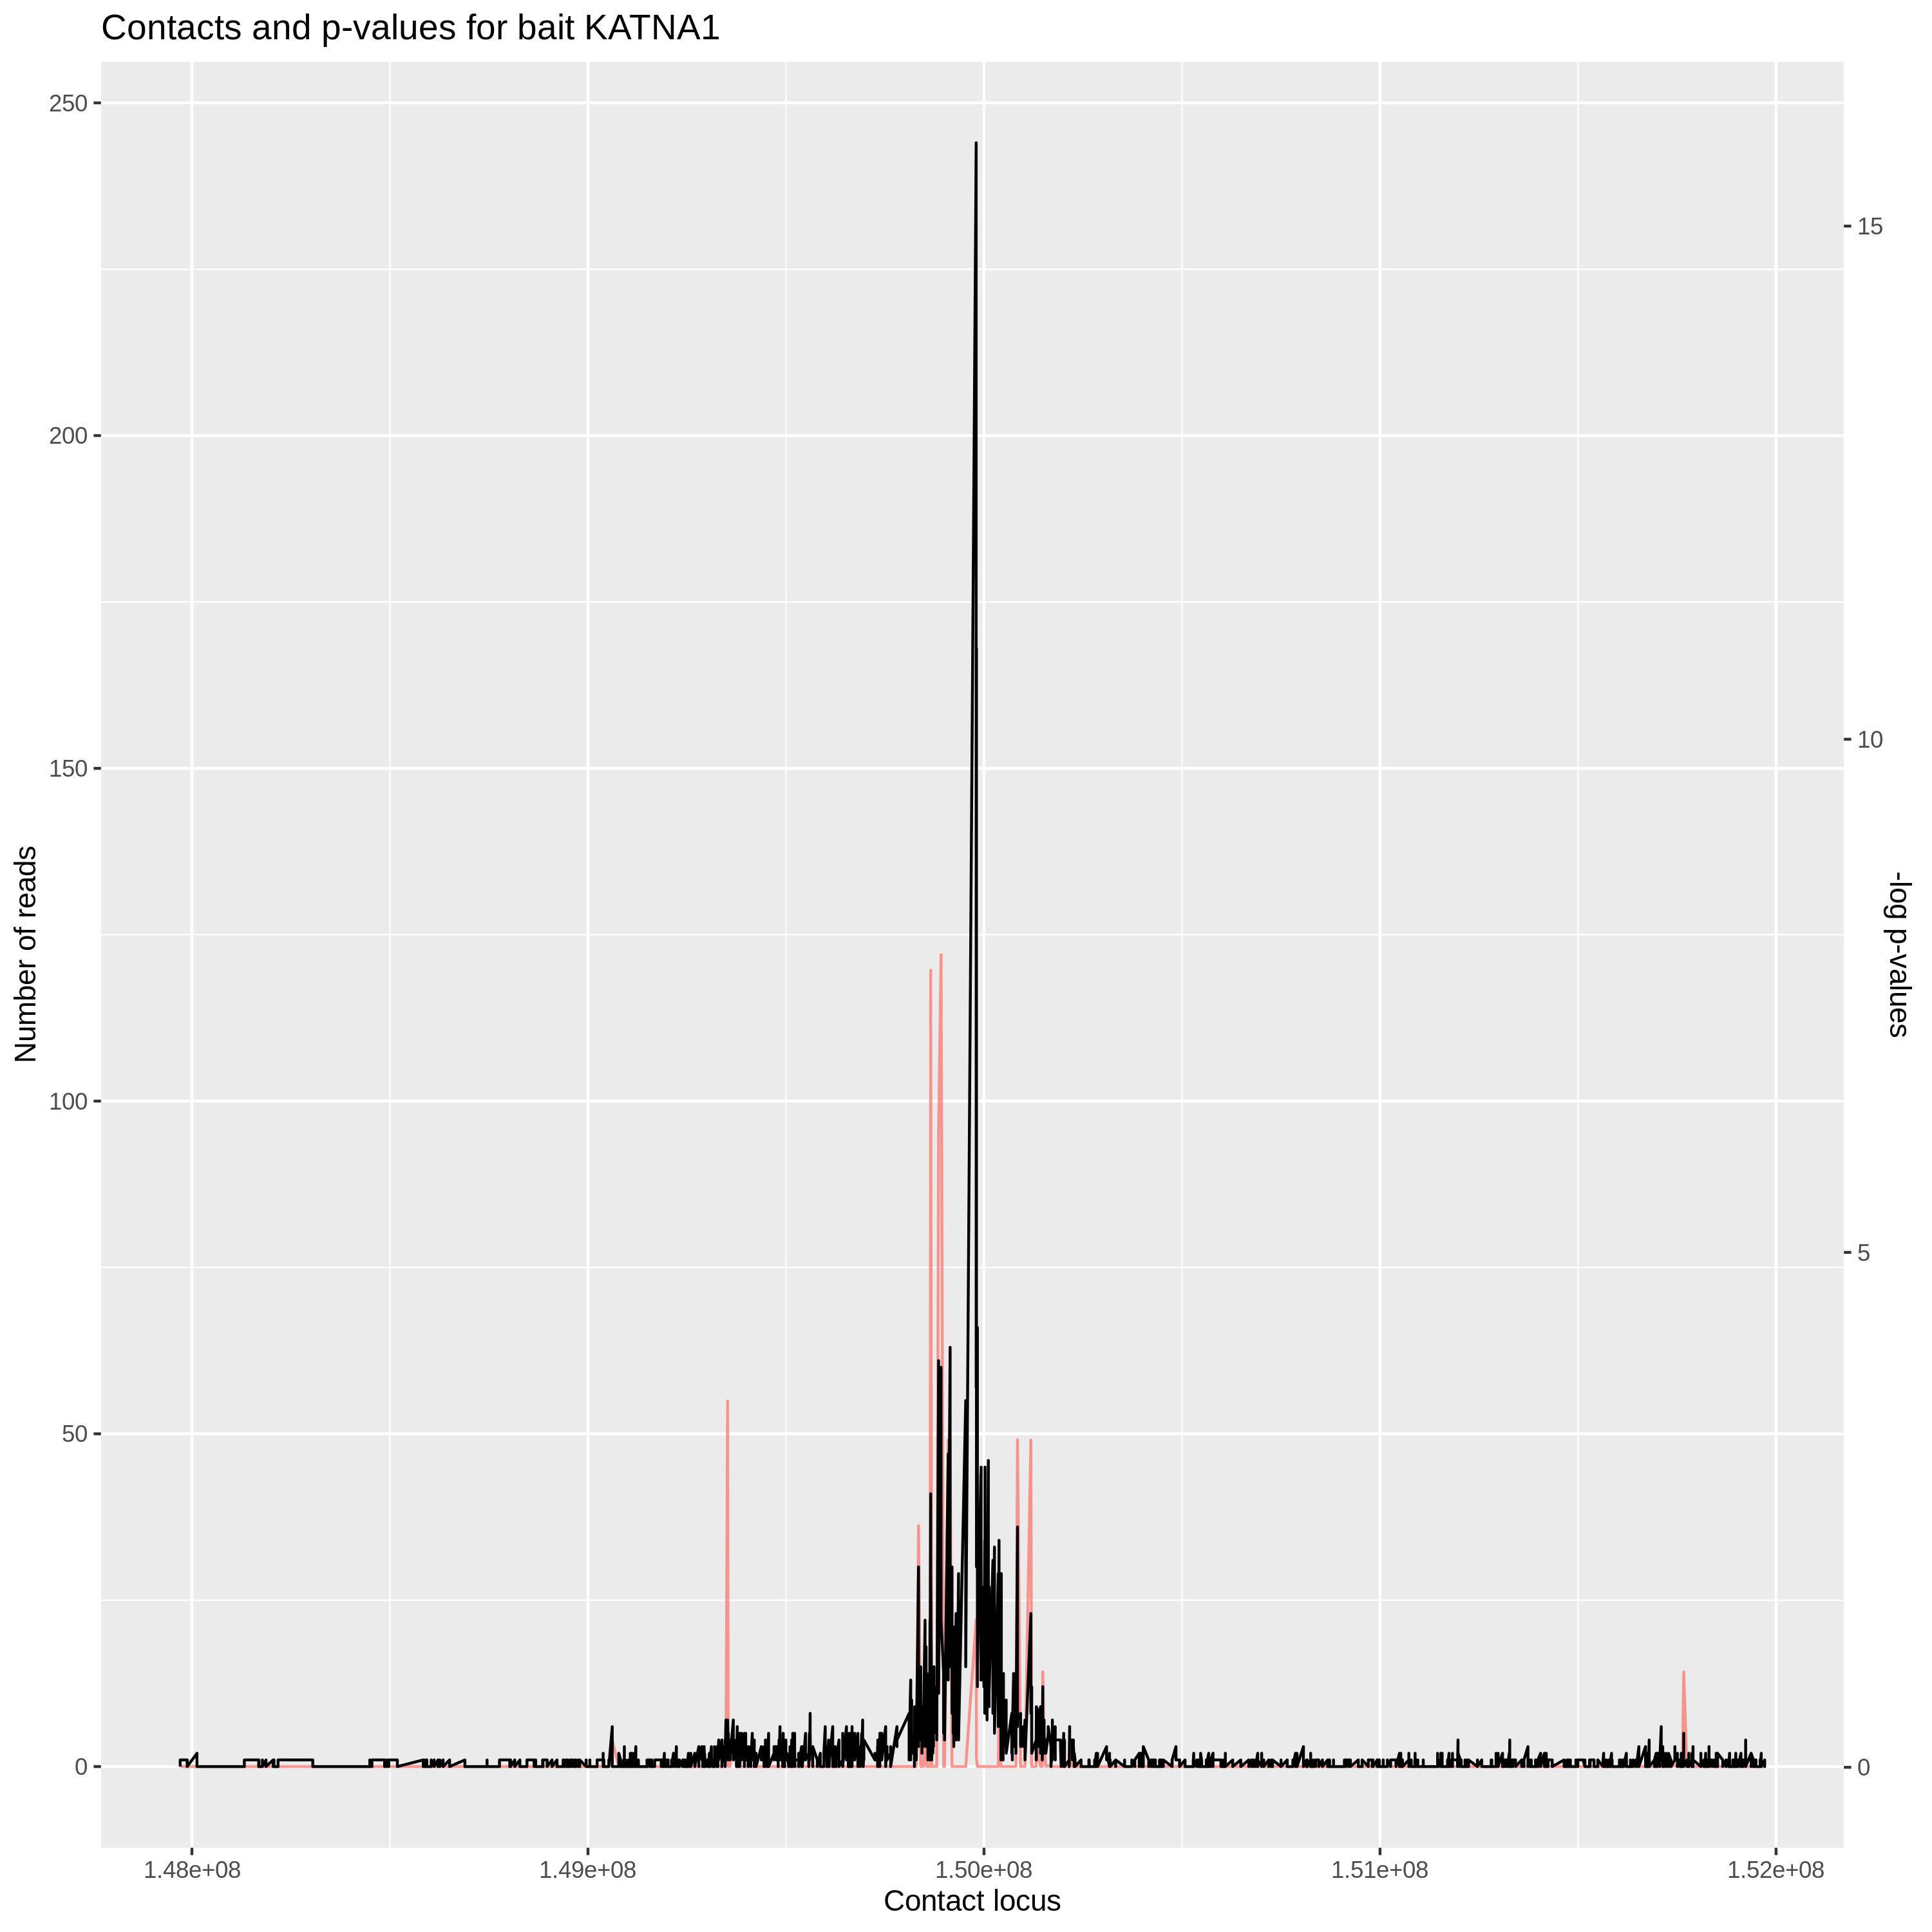 Contacts and p-values for bait KATNA1
250
200
150
100
50
0
Number of reads
15
10
5
0
-log p-values
1.48e+08
1.49e+08
1.50e+08
1.51e+08
1.52e+08
Contact locus